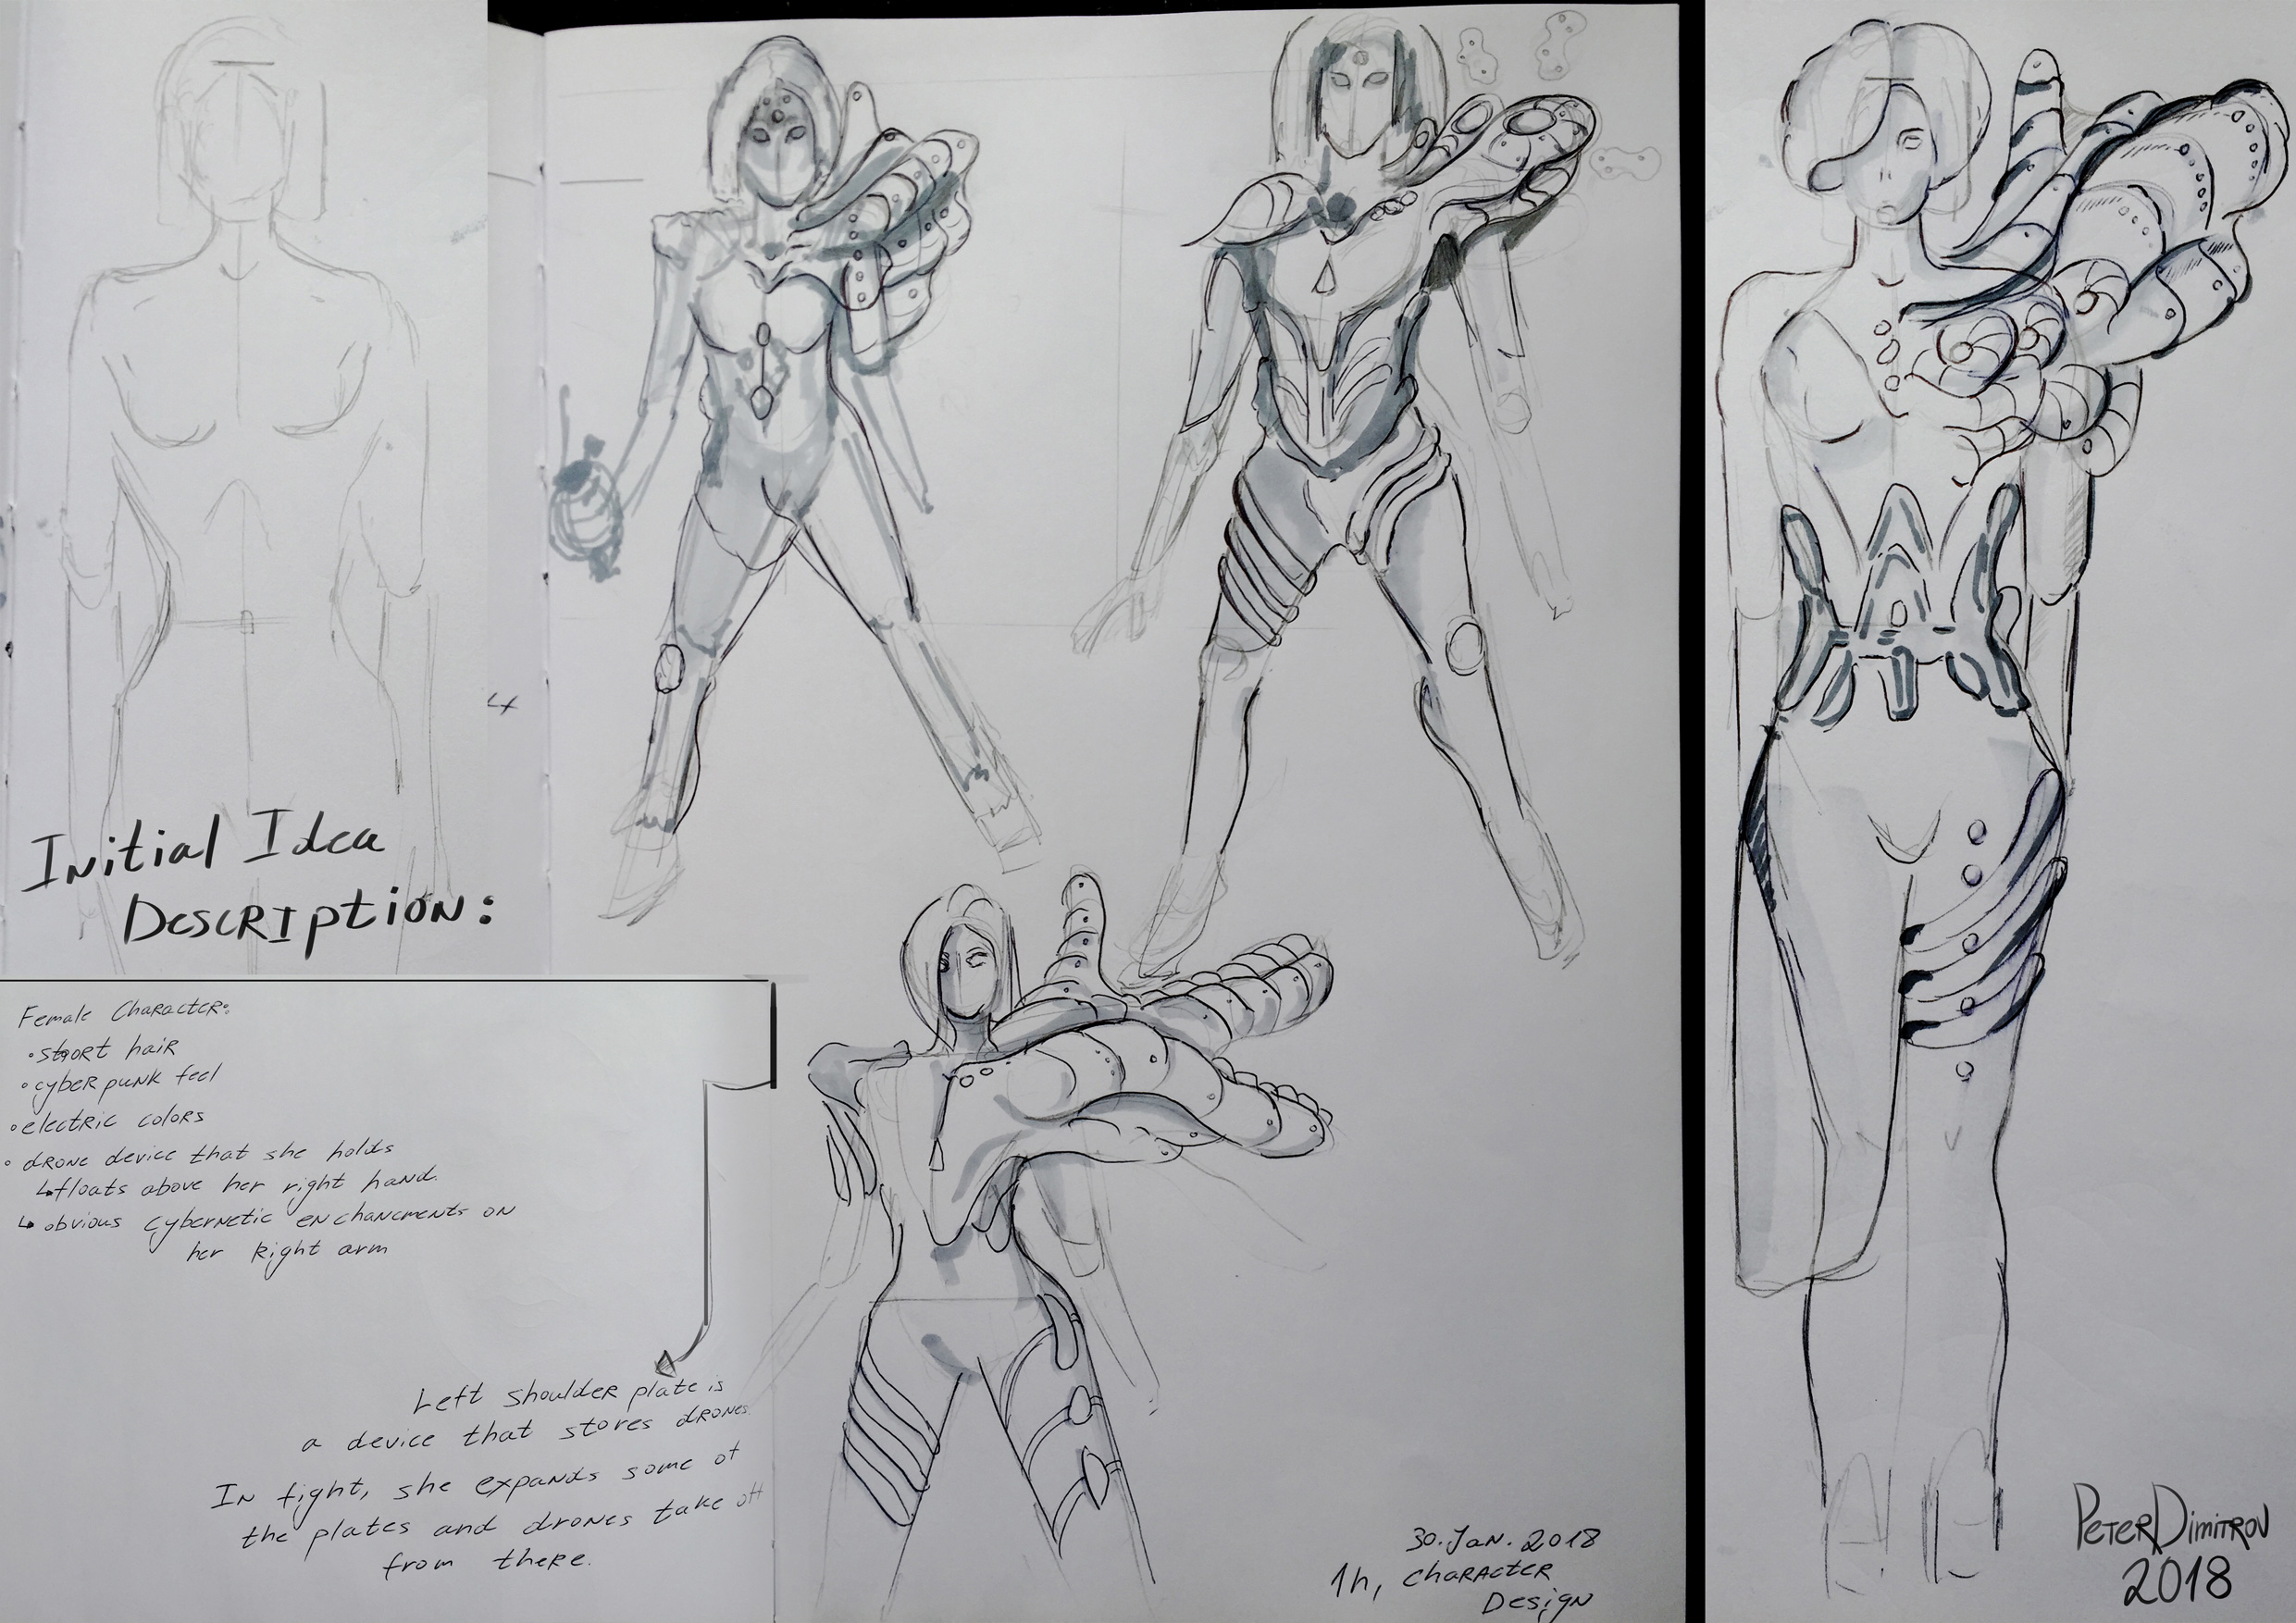 Initial Idea
Description:
Female Character:
• short hair
• cyberpunk feel
• electric colors
• drone device that she holds
↳ floats above her right hand.
↳ obvious cybernetic enchancments on
her Right arm
Left shoulder plate is
a device that stores drones.
In fight, she expands some of
the plates and drones take off
from there.
4
30. Jan. 2018
1h, Character
Design
Peter Dimitrov
2018